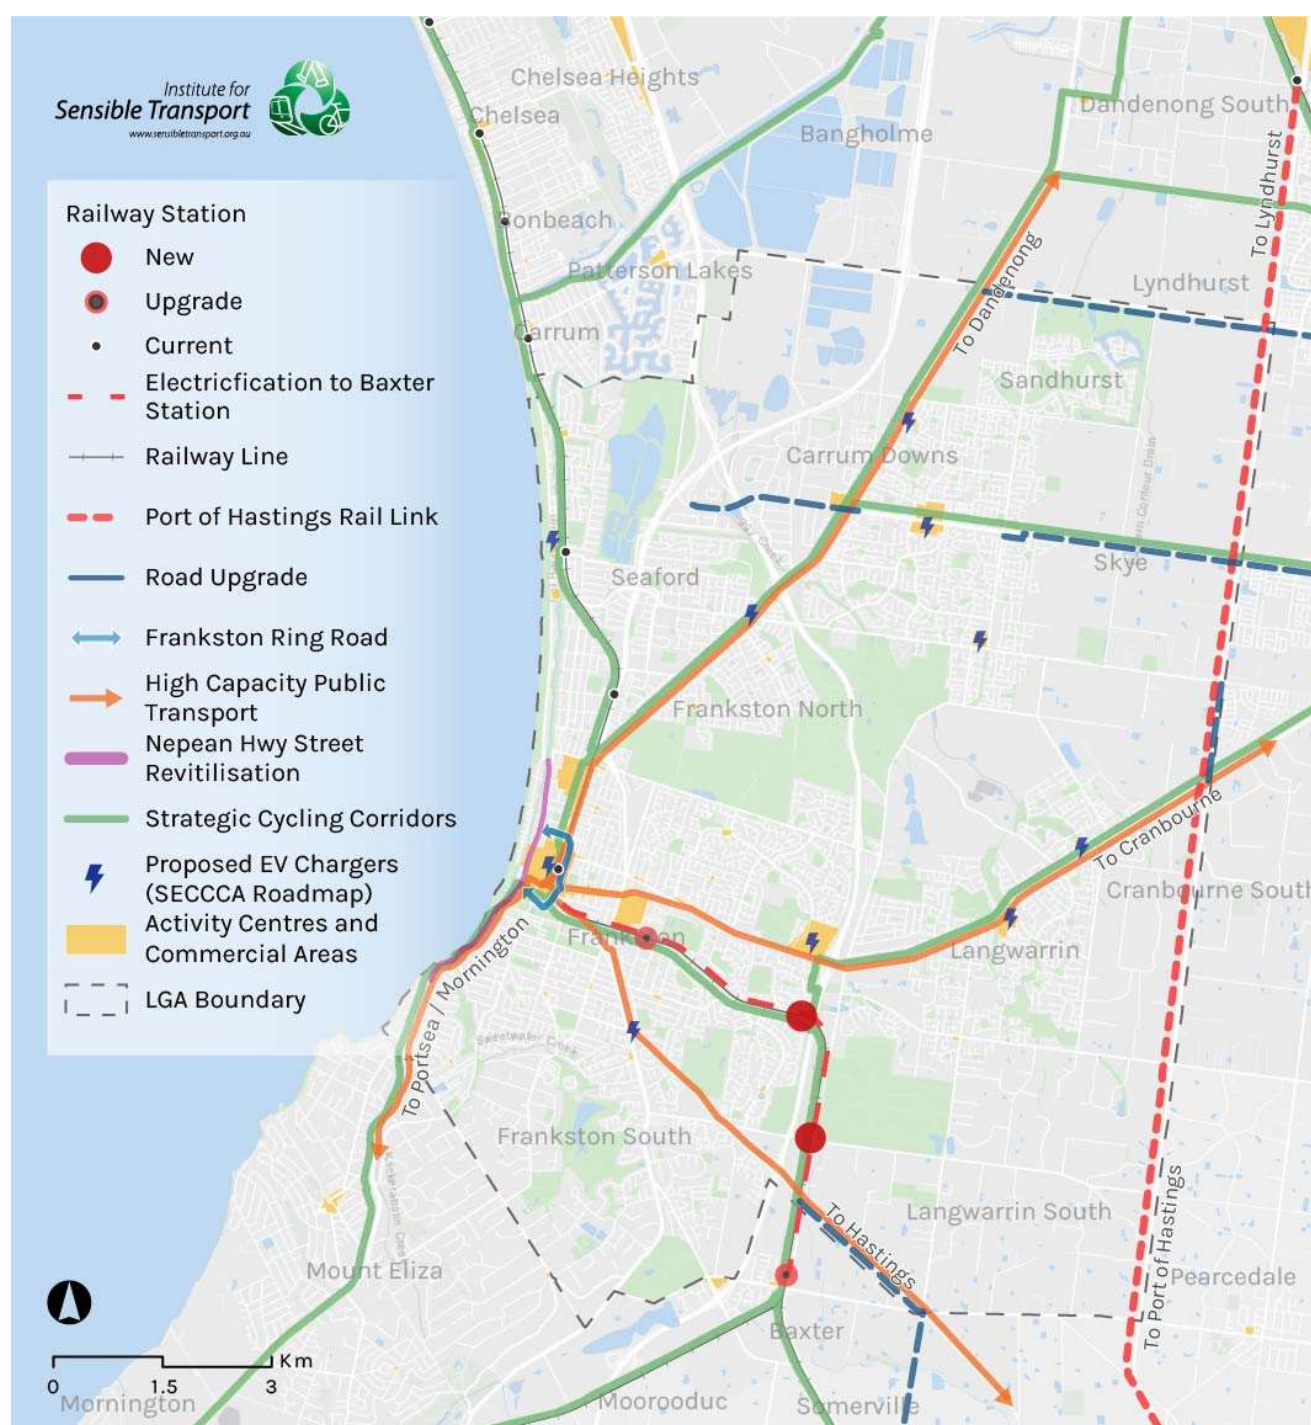 Institute for
Sensible Transport
www.sensibletransport.org.au
Railway Station
New
Upgrade
Current
Electricfication to Baxter
Station
Railway Line
Port of Hastings Rail Link
Road Upgrade
Frankston Ring Road
High Capacity Public
Transport
Nepean Hwy Street
Revitilisation
Strategic Cycling Corridors
Proposed EV Chargers
(SECCCA Roadmap)
Activity Centres and
Commercial Areas
LGA Boundary
Chelsea Heights
Chelsea
Bangholme
Dandenong South
To Lyndhurst
Bonbeach
Patterson Lakes
Lyndhurst
Carrum
To Dandenong
Sandhurst
Carrum Downs
Skye
Seaford
Frankston North
To Cranbourne
Cranbourne South
Frankston
Langwarrin
To Portsea / Mornington
Sweetwater Creek
Frankston South
Langwarrin South
To Hastings
To Port of Hastings
Pearcedale
Mount Eliza
Baxter
Km
0 1.5 3
Mornington
Moorooduc
Somerville